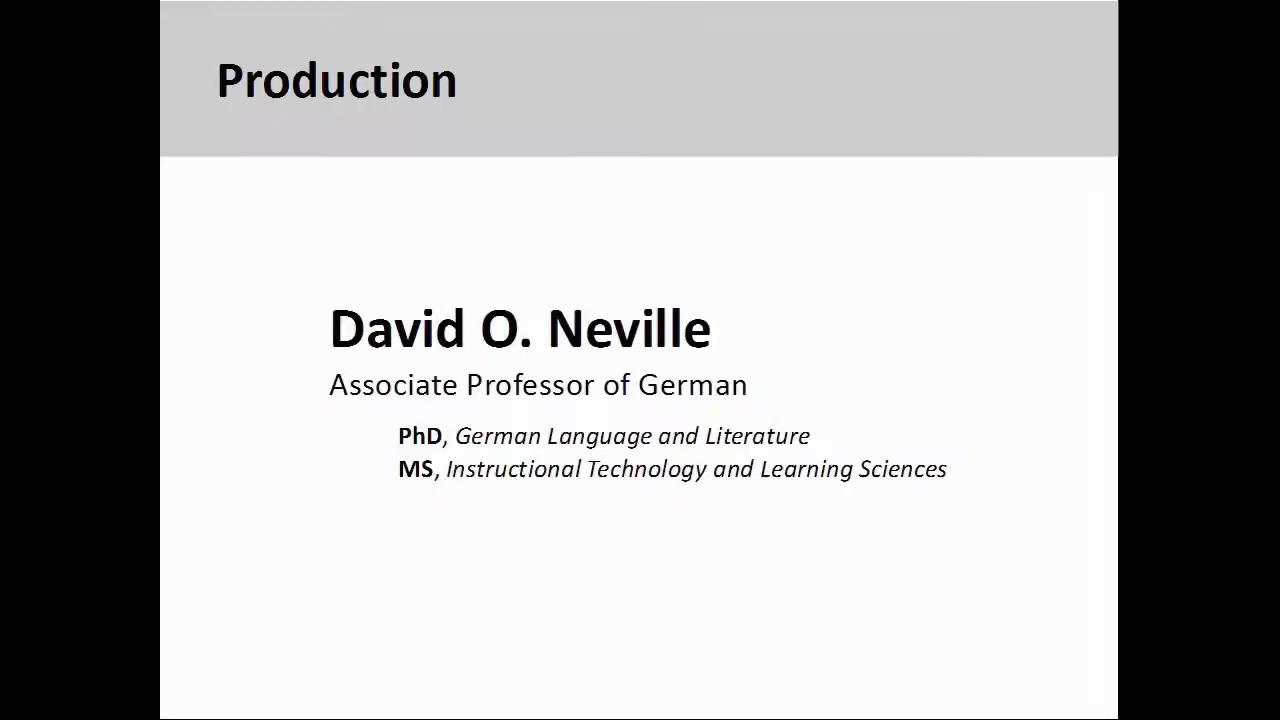 Production
David O. Neville
Associate Professor of German
PhD, German Language and Literature
MS, Instructional Technology and Learning Sciences